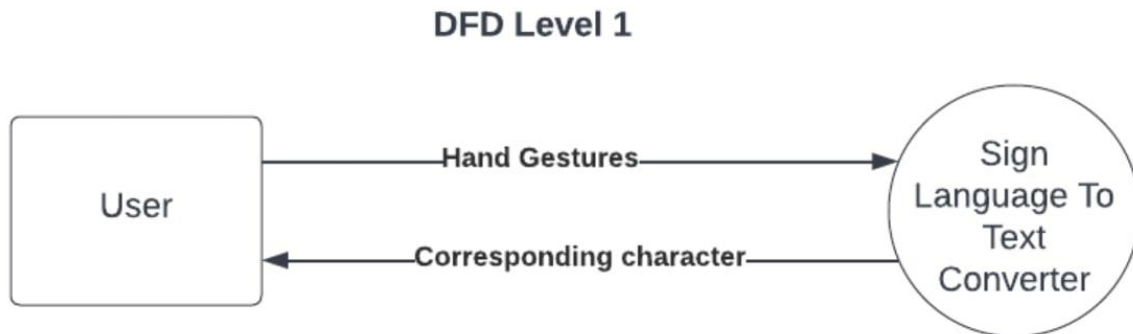 DFD Level 1
User
Hand Gestures
Corresponding character
Sign
Language To
Text
Converter